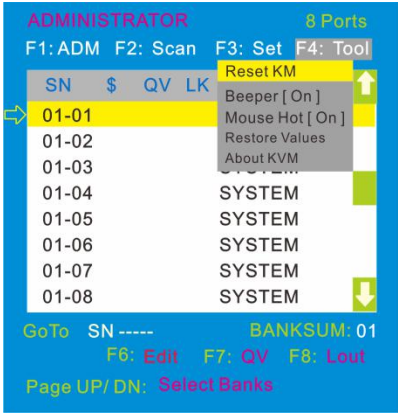 ADMINISTRATOR 8 Ports
F1: ADM F2: Scan F3: Set F4: Tool
SN $ QV LK
Reset KM
Beeper [ On ]
Mouse Hot [ On ]
Restore Values
About KVM
01-01
01-02
01-03
01-04 SYSTEM
01-05 SYSTEM
01-06 SYSTEM
01-07 SYSTEM
01-08 SYSTEM
GoTo SN ----- BANKSUM: 01
F6: Edit F7: QV F8: Lout
Page UP/ DN: Select Banks